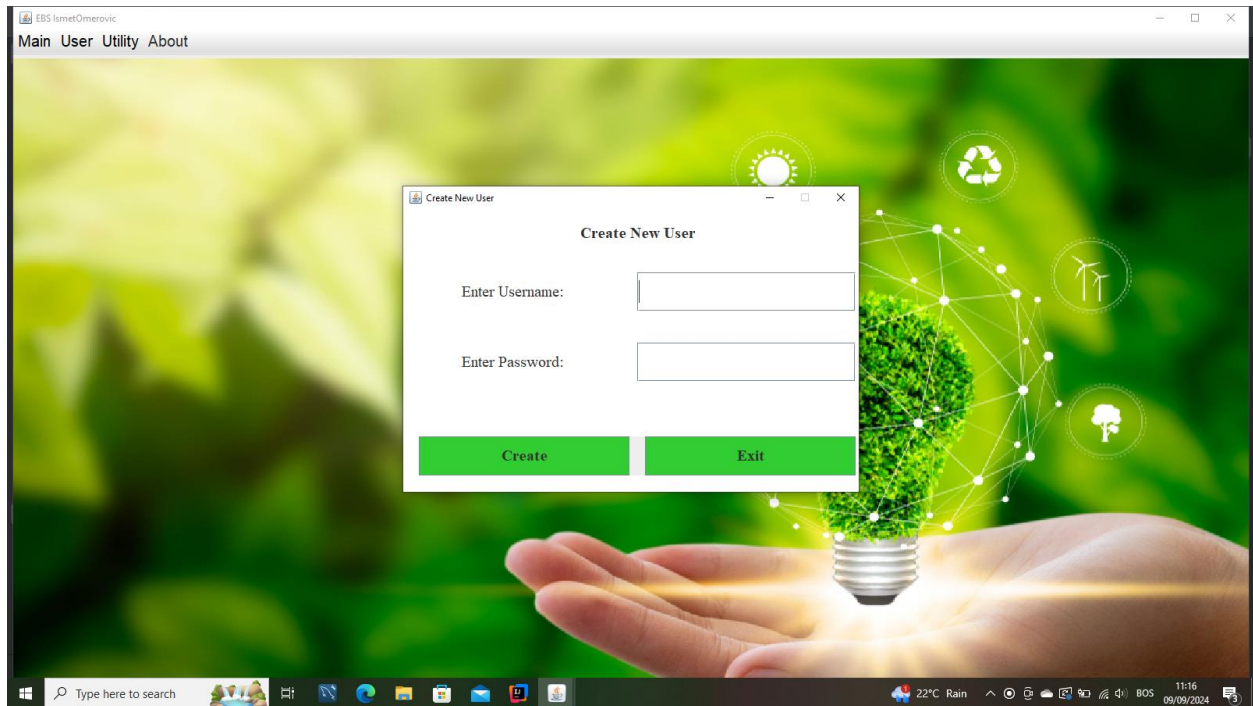 EBS IsmetOmerovic
Main User Utility About
Create New User
Create New User
Enter Username:
Enter Password:
Create Exit
Type here to search
22°C Rain
BOS
11:16
09/09/2024
3